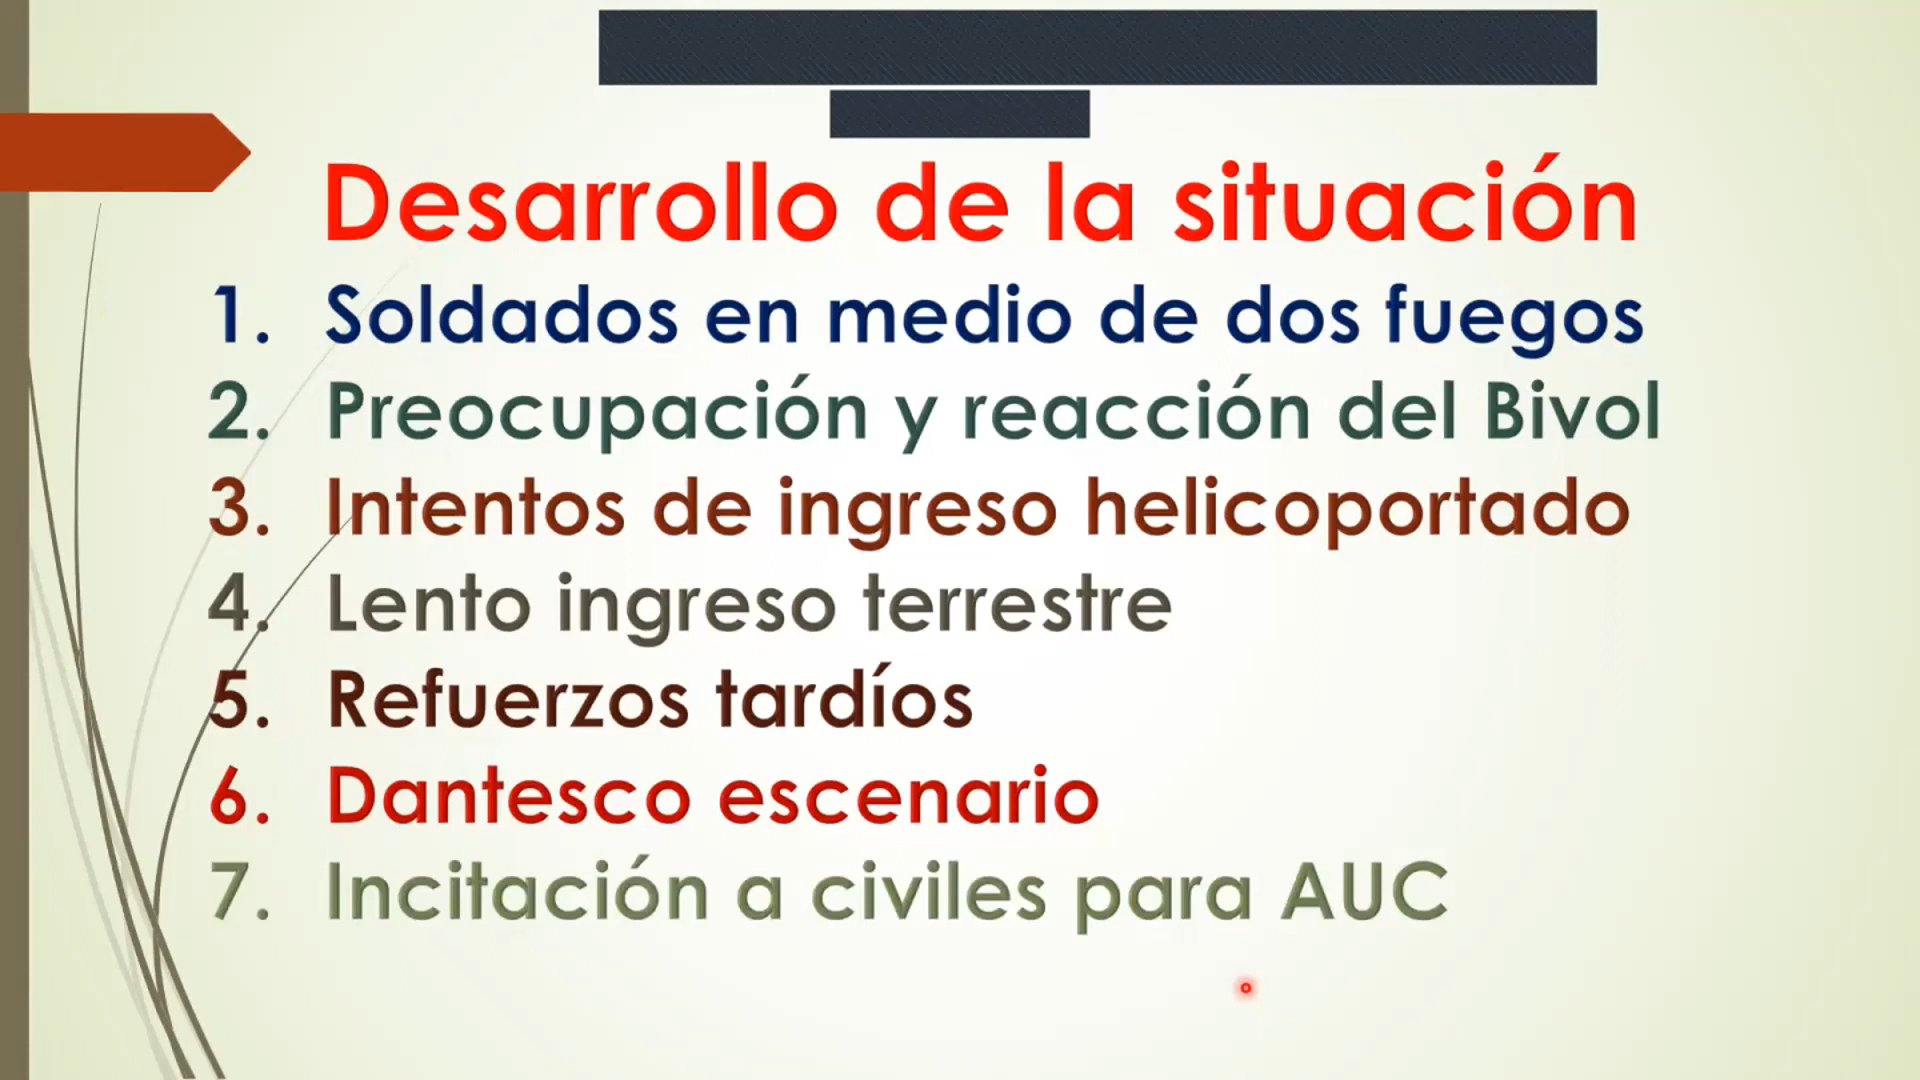 Desarrollo de la situación
1. Soldados en medio de dos fuegos
2. Preocupación y reacción del Bivol
3. Intentos de ingreso helicoportado
4. Lento ingreso terrestre
5. Refuerzos tardíos
6. Dantesco escenario
7. Incitación a civiles para AUC